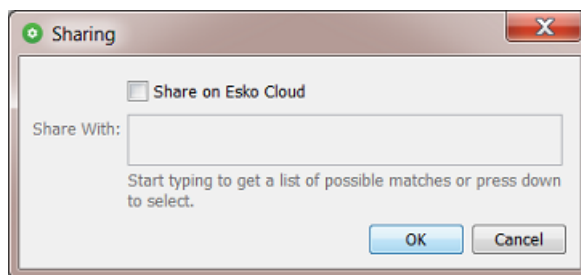 Sharing
Share on Esko Cloud
Share With:
Start typing to get a list of possible matches or press down
to select.
OK Cancel